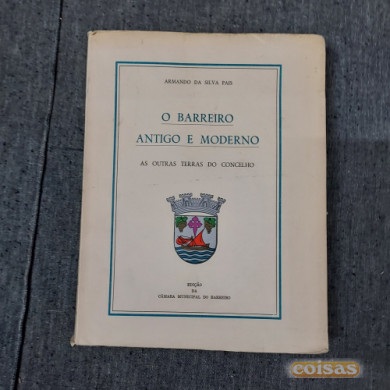 ARMANDO DA SILVA PAIS
O BARREIRO
ANTIGO E MODERNO
AS OUTRAS TERRAS DO CONCELHO
EDIÇÃO
DA
CÂMARA MUNICIPAL DO BARREIRO
coisas